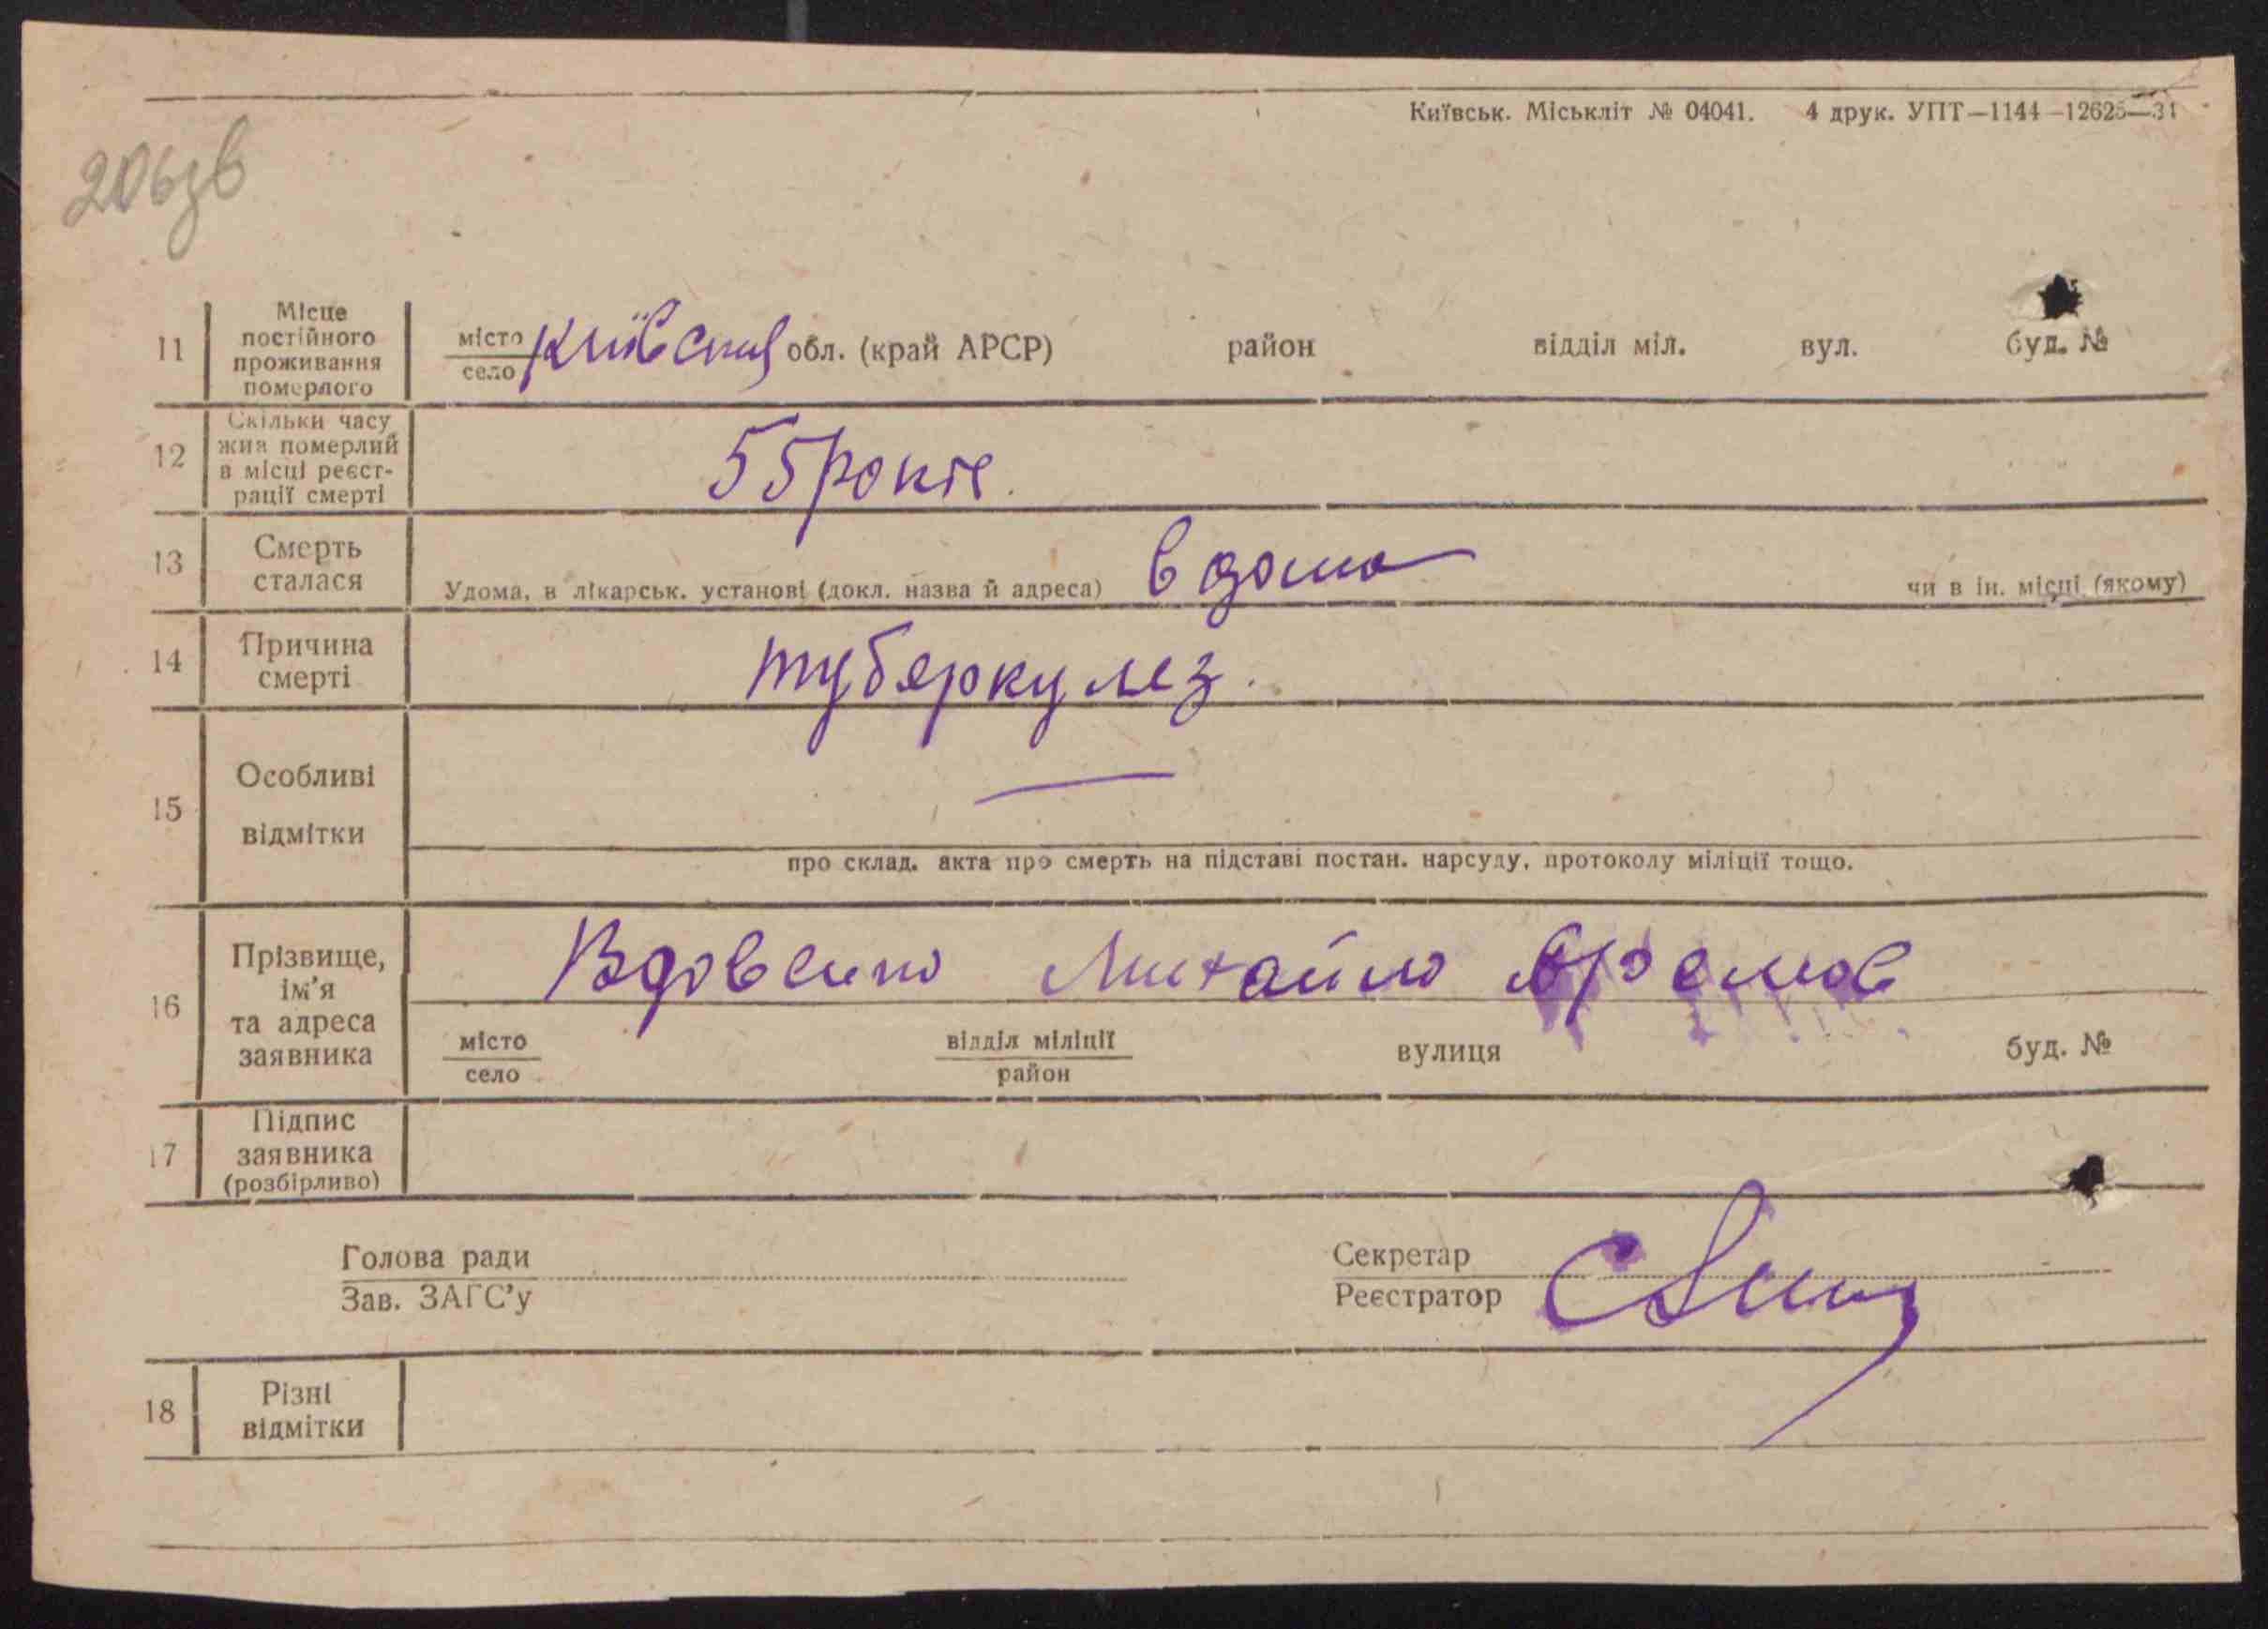 Київськ. Міськліт № 04041. 4 друк. УПТ—1144—12625—31
206зв
11 Місце постійного проживання померлого
місто село Київська обл. (край АРСР) район відділ міл. вул. буд. №
12 Скільки часу жив померлий в місці реєстрації смерті
55 років.
13 Смерть сталася
Удома, в лікарськ. установі (докл. назва й адреса) в дома чи в ін. місці (якому)
14 Причина смерті
туберкулез.
15 Особливі відмітки
—
про склад. акта про смерть на підставі постан. нарсуду, протоколу міліції тощо.
16 Прізвище, ім'я та адреса заявника
Вдовенко Михайло
місто село відділ міліції район вулиця буд. №
17 Підпис заявника (розбірливо)
Голова ради Секретар
Зав. ЗАГС'у Реєстратор
18 Різні відмітки